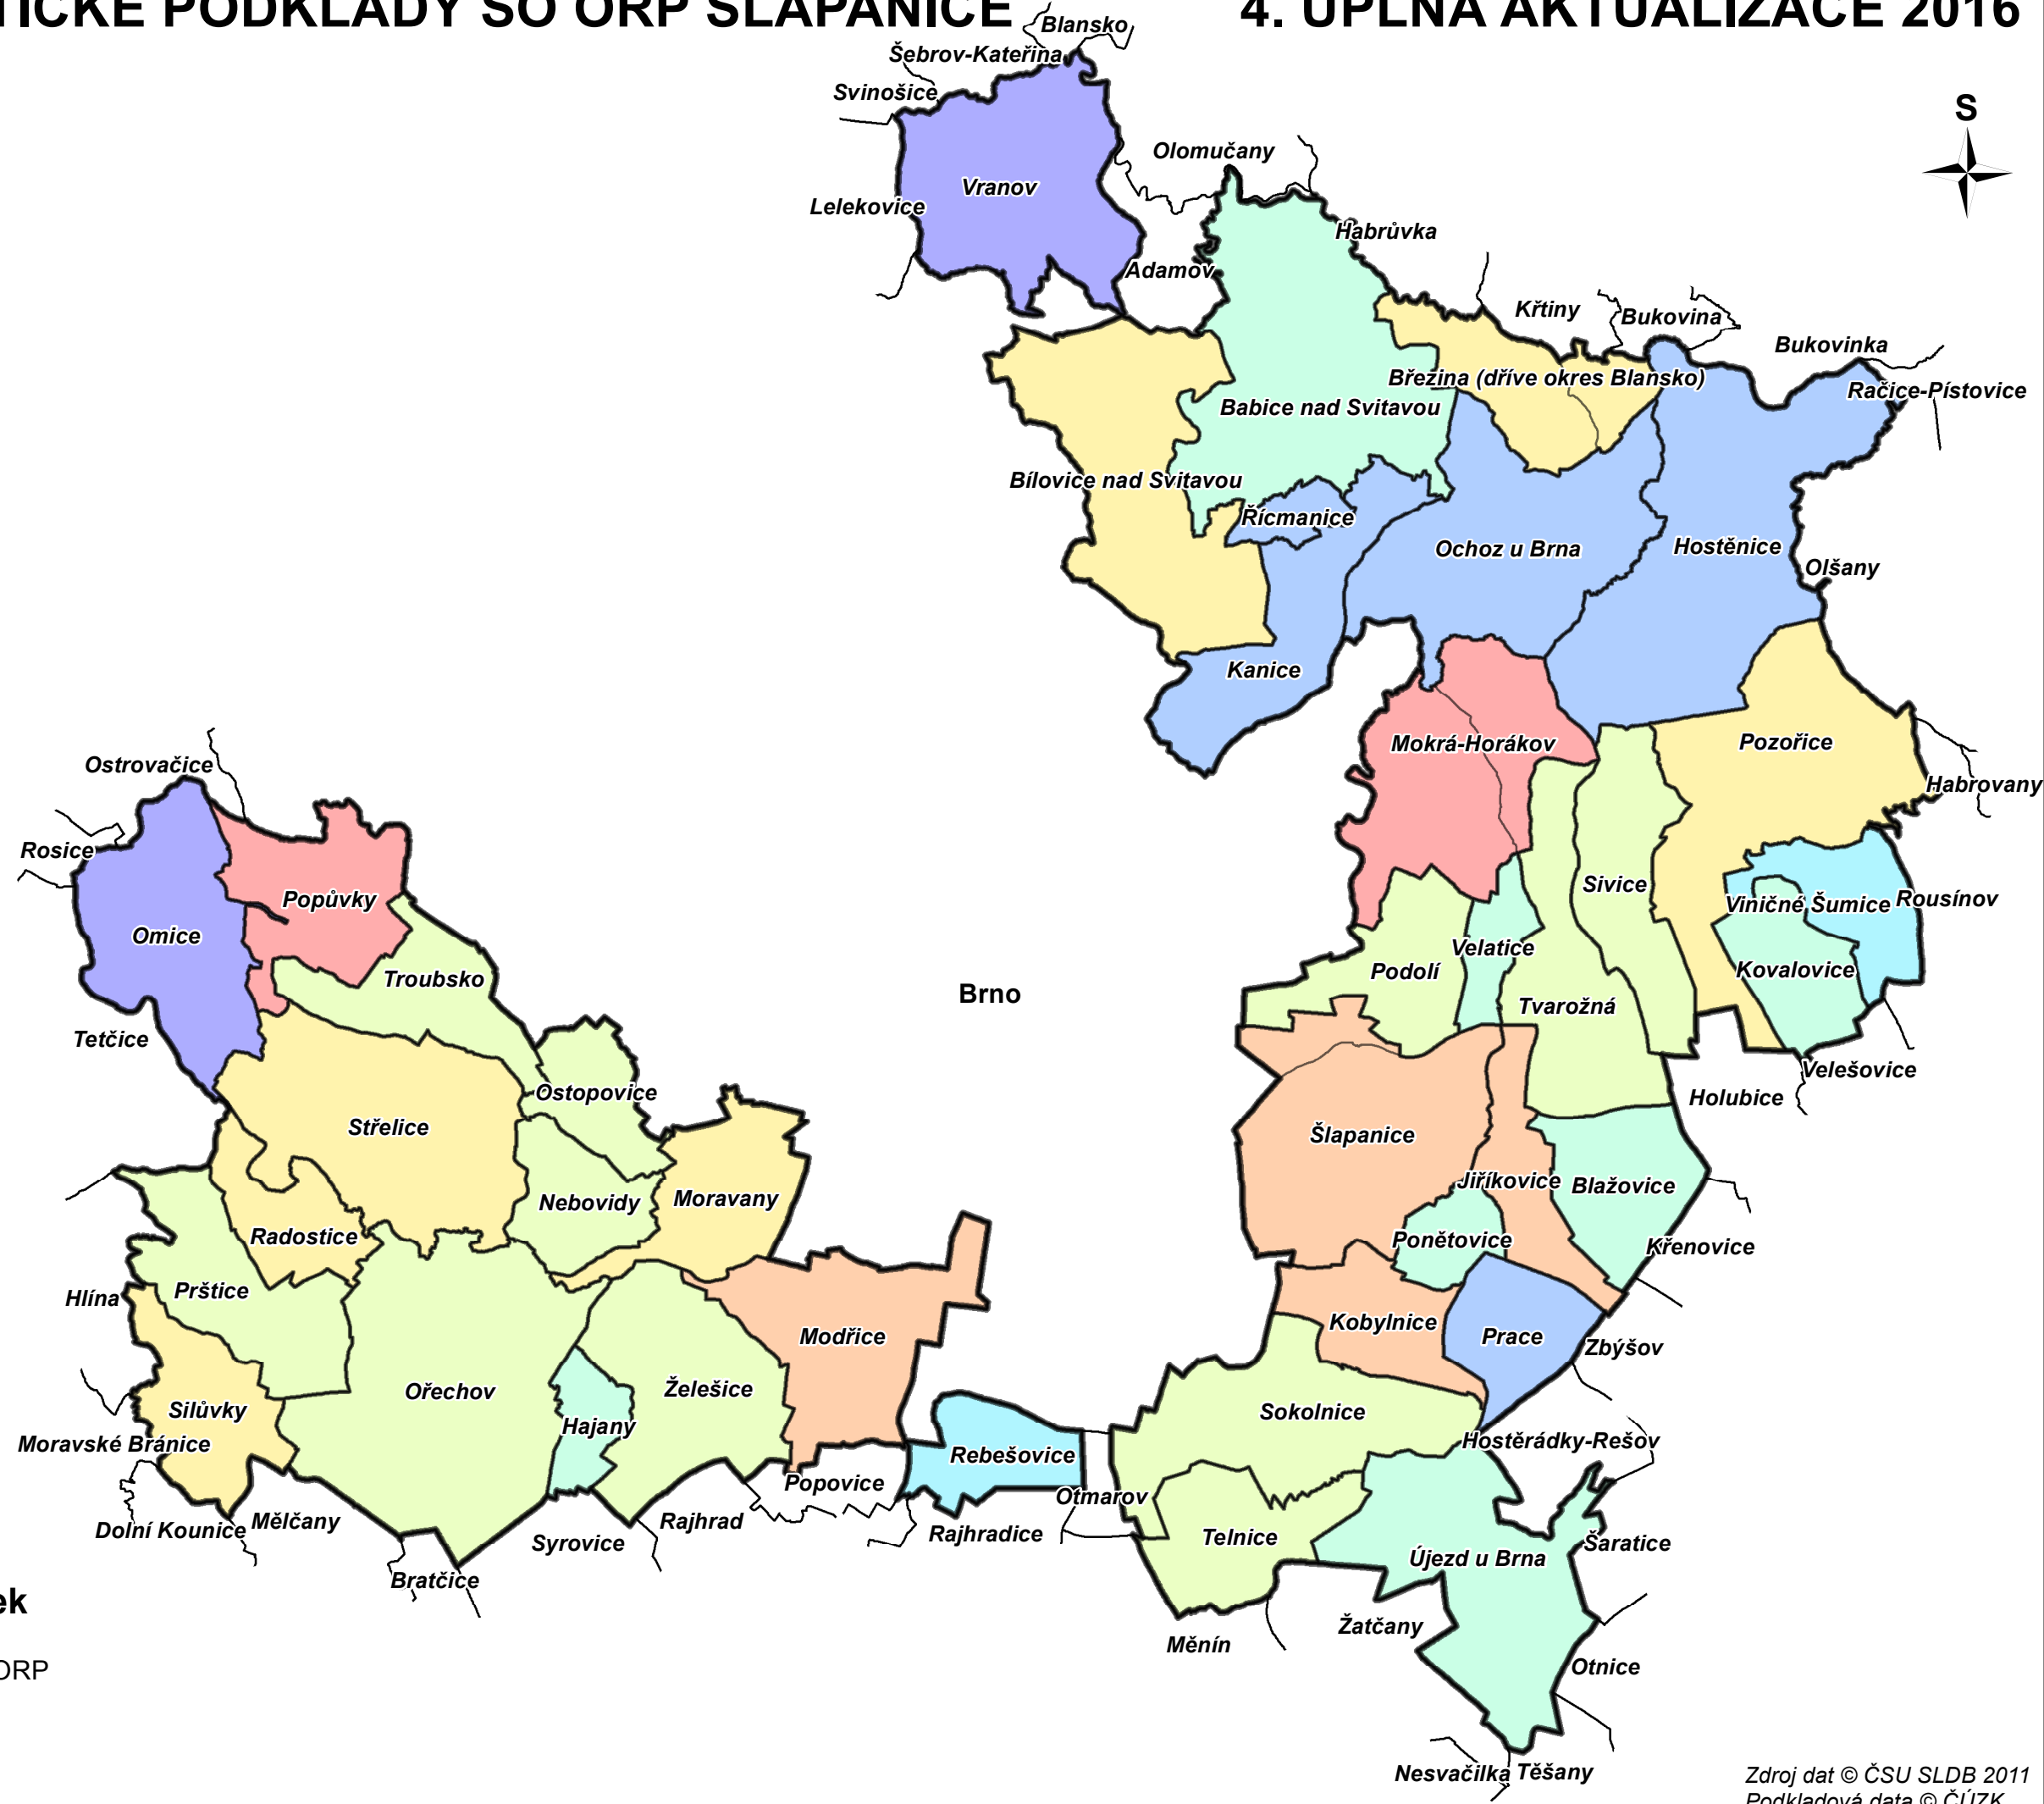 TICKÉ PODKLADY SO ORP ŠLAPANICE 4. ÚPLNÁ AKTUALIZACE 2016
Blansko
Šebrov-Kateřina
Svinošice
S
Olomučany
Vranov
Lelekovice
Habrůvka
Adamov
Křtiny
Bukovina
Bukovinka
Březina (dříve okres Blansko)
Račice-Pístovice
Babice nad Svitavou
Bílovice nad Svitavou
Řícmanice
Ochoz u Brna
Hostěnice
Olšany
Kanice
Mokrá-Horákov
Pozořice
Ostrovačice
Habrovany
Rosice
Popůvky
Sivice
Viničné Šumice
Rousínov
Omice
Velatice
Troubsko
Podolí
Kovalovice
Brno
Tvarožná
Tetčice
Velešovice
Ostopovice
Holubice
Střelice
Šlapanice
Jiříkovice
Blažovice
Nebovidy
Moravany
Radostice
Ponětovice
Křenovice
Prštice
Hlína
Modřice
Kobylnice
Prace
Zbýšov
Ořechov
Želešice
Silůvky
Hajany
Sokolnice
Moravské Bránice
Rebešovice
Hostěrádky-Rešov
Popovice
Otmarov
Dolní Kounice
Mělčany
Rajhrad
Rajhradice
Telnice
Syrovice
Šaratice
Újezd u Brna
Bratčice
ek
Žatčany
Měnín
ORP
Otnice
Nesvačilka
Těšany
Zdroj dat © ČSU SLDB 2011
Podkladová data © ČÚZK